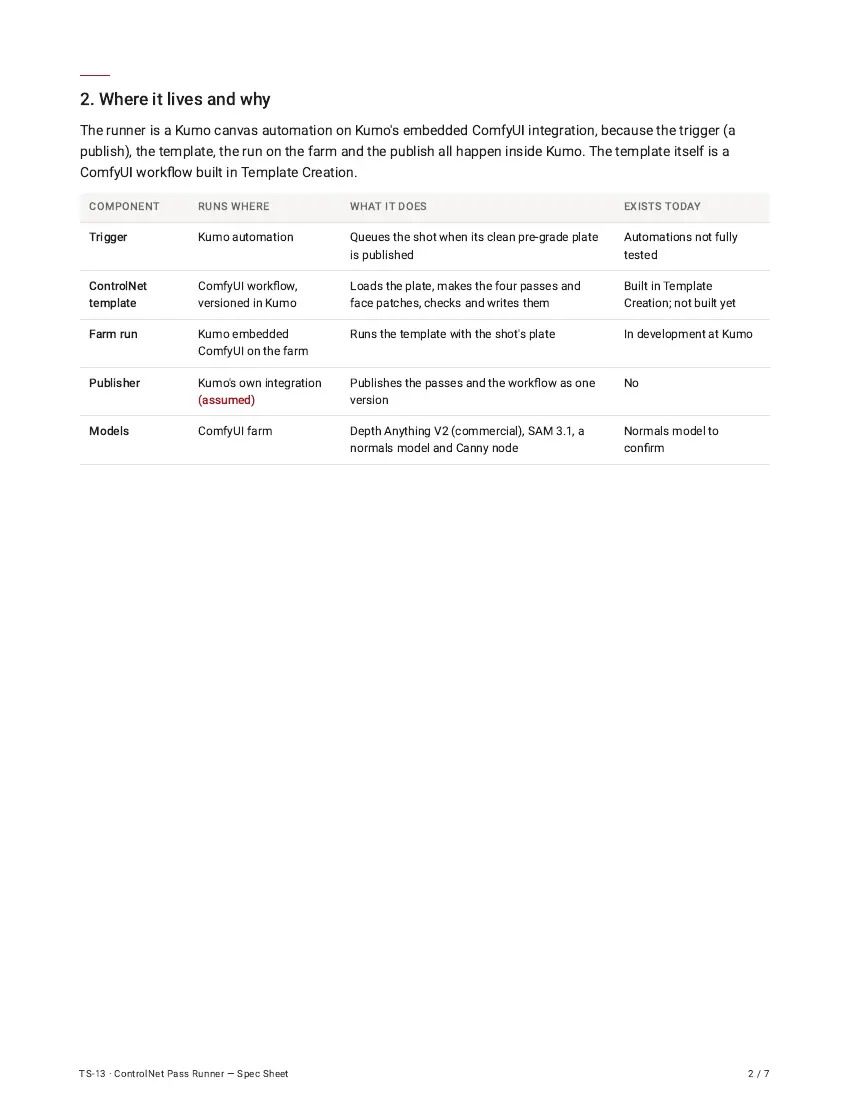 2. Where it lives and why
The runner is a Kumo canvas automation on Kumo's embedded ComfyUI integration, because the trigger (a
publish), the template, the run on the farm and the publish all happen inside Kumo. The template itself is a
ComfyUI workflow built in Template Creation.
COMPONENT RUNS WHERE WHAT IT DOES EXISTS TODAY
Trigger Kumo automation Queues the shot when its clean pre-grade plate Automations not fully
is published tested
ControlNet ComfyUI workflow, Loads the plate, makes the four passes and Built in Template
template versioned in Kumo face patches, checks and writes them Creation; not built yet
Farm run Kumo embedded Runs the template with the shot's plate In development at Kumo
ComfyUI on the farm
Publisher Kumo's own integration Publishes the passes and the workflow as one No
(assumed) version
Models ComfyUI farm Depth Anything V2 (commercial), SAM 3.1, a Normals model to
normals model and Canny node confirm
TS-13 · ControlNet Pass Runner — Spec Sheet 2 / 7